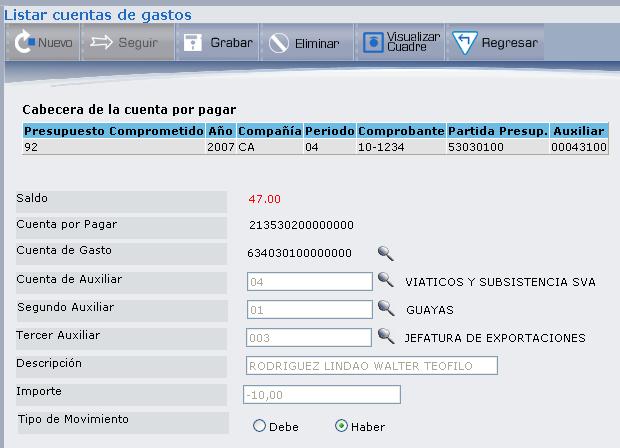 Listar cuentas de gastos
Nuevo Seguir Grabar Eliminar Visualizar Cuadre Regresar
Cabecera de la cuenta por pagar
Presupuesto Comprometido Año Compañía Periodo Comprobante Partida Presup. Auxiliar
92 2007 CA 04 10-1234 53030100 00043100
Saldo 47.00
Cuenta por Pagar 213530200000000
Cuenta de Gasto 634030100000000
Cuenta de Auxiliar 04 VIATICOS Y SUBSISTENCIA SVA
Segundo Auxiliar 01 GUAYAS
Tercer Auxiliar 003 JEFATURA DE EXPORTACIONES
Descripción RODRIGUEZ LINDAO WALTER TEOFILO
Importe -10,00
Tipo de Movimiento Debe Haber